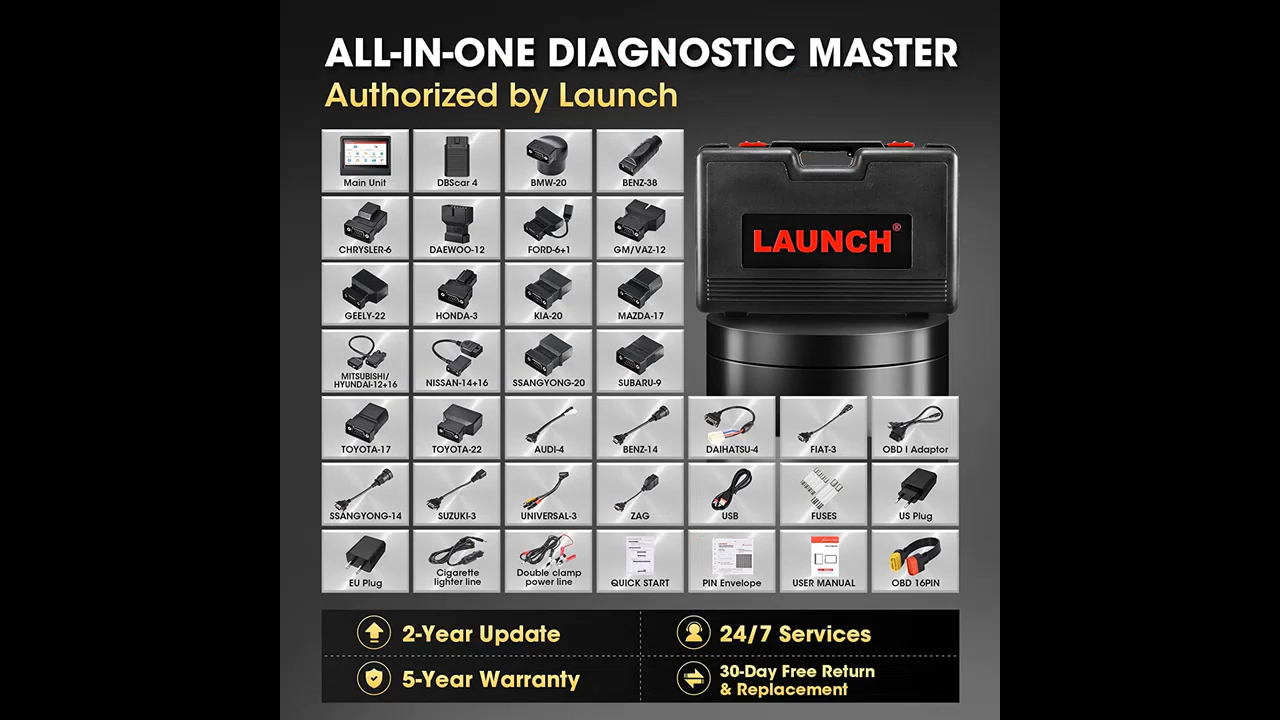 ALL-IN-ONE DIAGNOSTIC MASTER
Authorized by Launch
Main Unit
DBScar 4
BMW-20
BENZ-38
LAUNCH®
CHRYSLER-6
DAEWOO-12
FORD-6+1
GM/VAZ-12
GEELY-22
HONDA-3
KIA-20
MAZDA-17
MITSUBISHI/
HYUNDAI-12+16
NISSAN-14+16
SSANGYONG-20
SUBARU-9
TOYOTA-17
TOYOTA-22
AUDI-4
BENZ-14
DAIHATSU-4
FIAT-3
OBD I Adaptor
SSANGYONG-14
SUZUKI-3
UNIVERSAL-3
ZAG
USB
FUSES
US Plug
EU Plug
Cigarette
lighter line
Double clamp
power line
QUICK START
PIN Envelope
USER MANUAL
OBD 16PIN
2-Year Update
24/7 Services
5-Year Warranty
30-Day Free Return
& Replacement